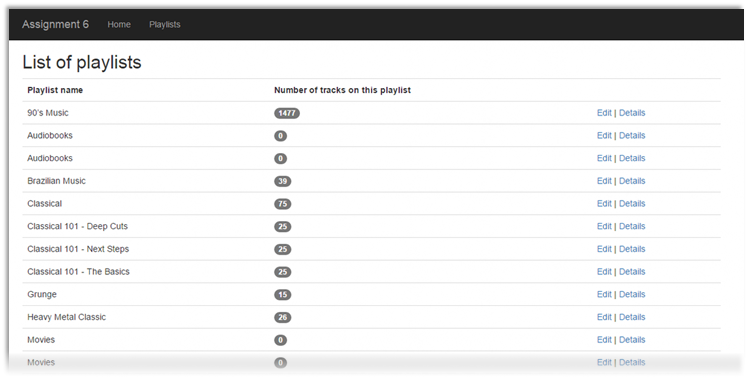 Assignment 6 Home Playlists
List of playlists
Playlist name Number of tracks on this playlist
90's Music 1477 Edit | Details
Audiobooks 0 Edit | Details
Audiobooks 0 Edit | Details
Brazilian Music 39 Edit | Details
Classical 75 Edit | Details
Classical 101 - Deep Cuts 25 Edit | Details
Classical 101 - Next Steps 25 Edit | Details
Classical 101 - The Basics 25 Edit | Details
Grunge 15 Edit | Details
Heavy Metal Classic 26 Edit | Details
Movies 0 Edit | Details
Movies 0 Edit | Details